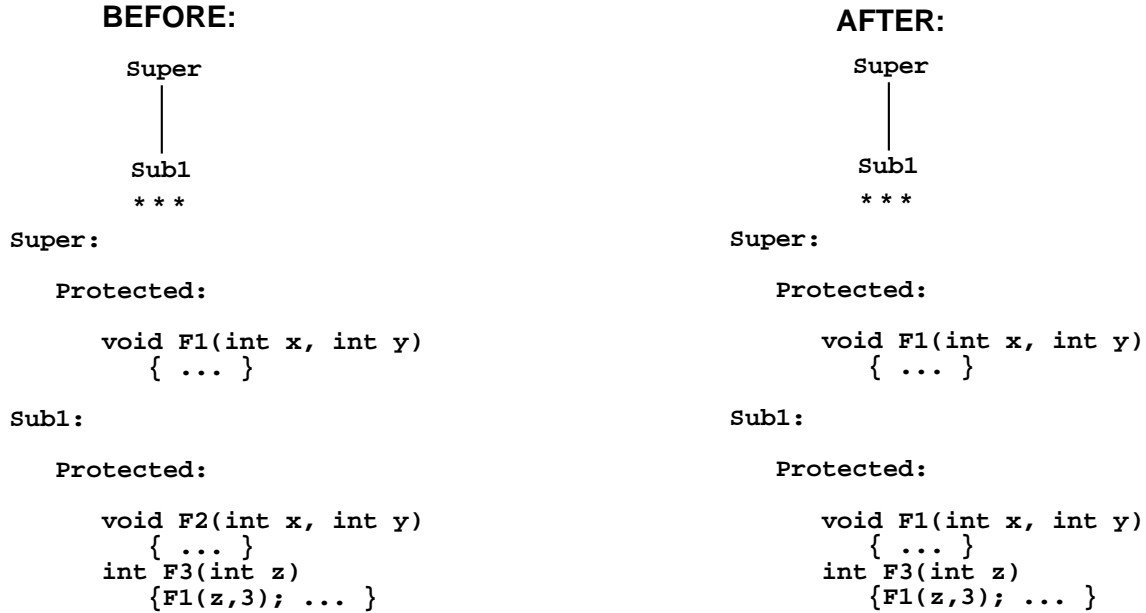 BEFORE:
Super
Sub1
* * *
Super:
Protected:
void F1(int x, int y)
{ ... }
Sub1:
Protected:
void F2(int x, int y)
{ ... }
int F3(int z)
{F1(z,3); ... }
AFTER:
Super
Sub1
* * *
Super:
Protected:
void F1(int x, int y)
{ ... }
Sub1:
Protected:
void F1(int x, int y)
{ ... }
int F3(int z)
{F1(z,3); ... }